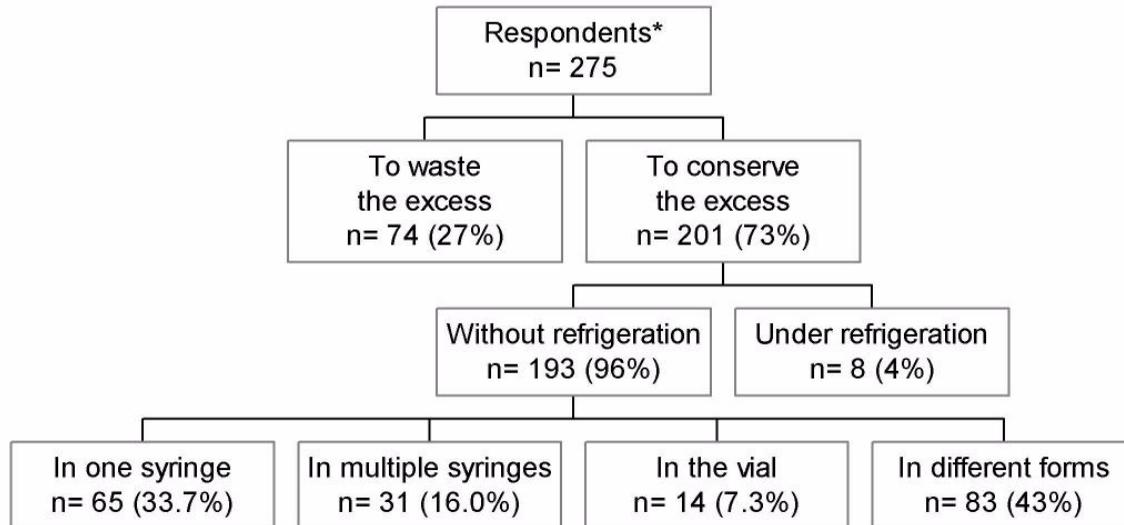 Respondents*
n= 275
To waste
the excess
n= 74 (27%)
To conserve
the excess
n= 201 (73%)
Without refrigeration
n= 193 (96%)
Under refrigeration
n= 8 (4%)
In one syringe
n= 65 (33.7%)
In multiple syringes
n= 31 (16.0%)
In the vial
n= 14 (7.3%)
In different forms
n= 83 (43%)